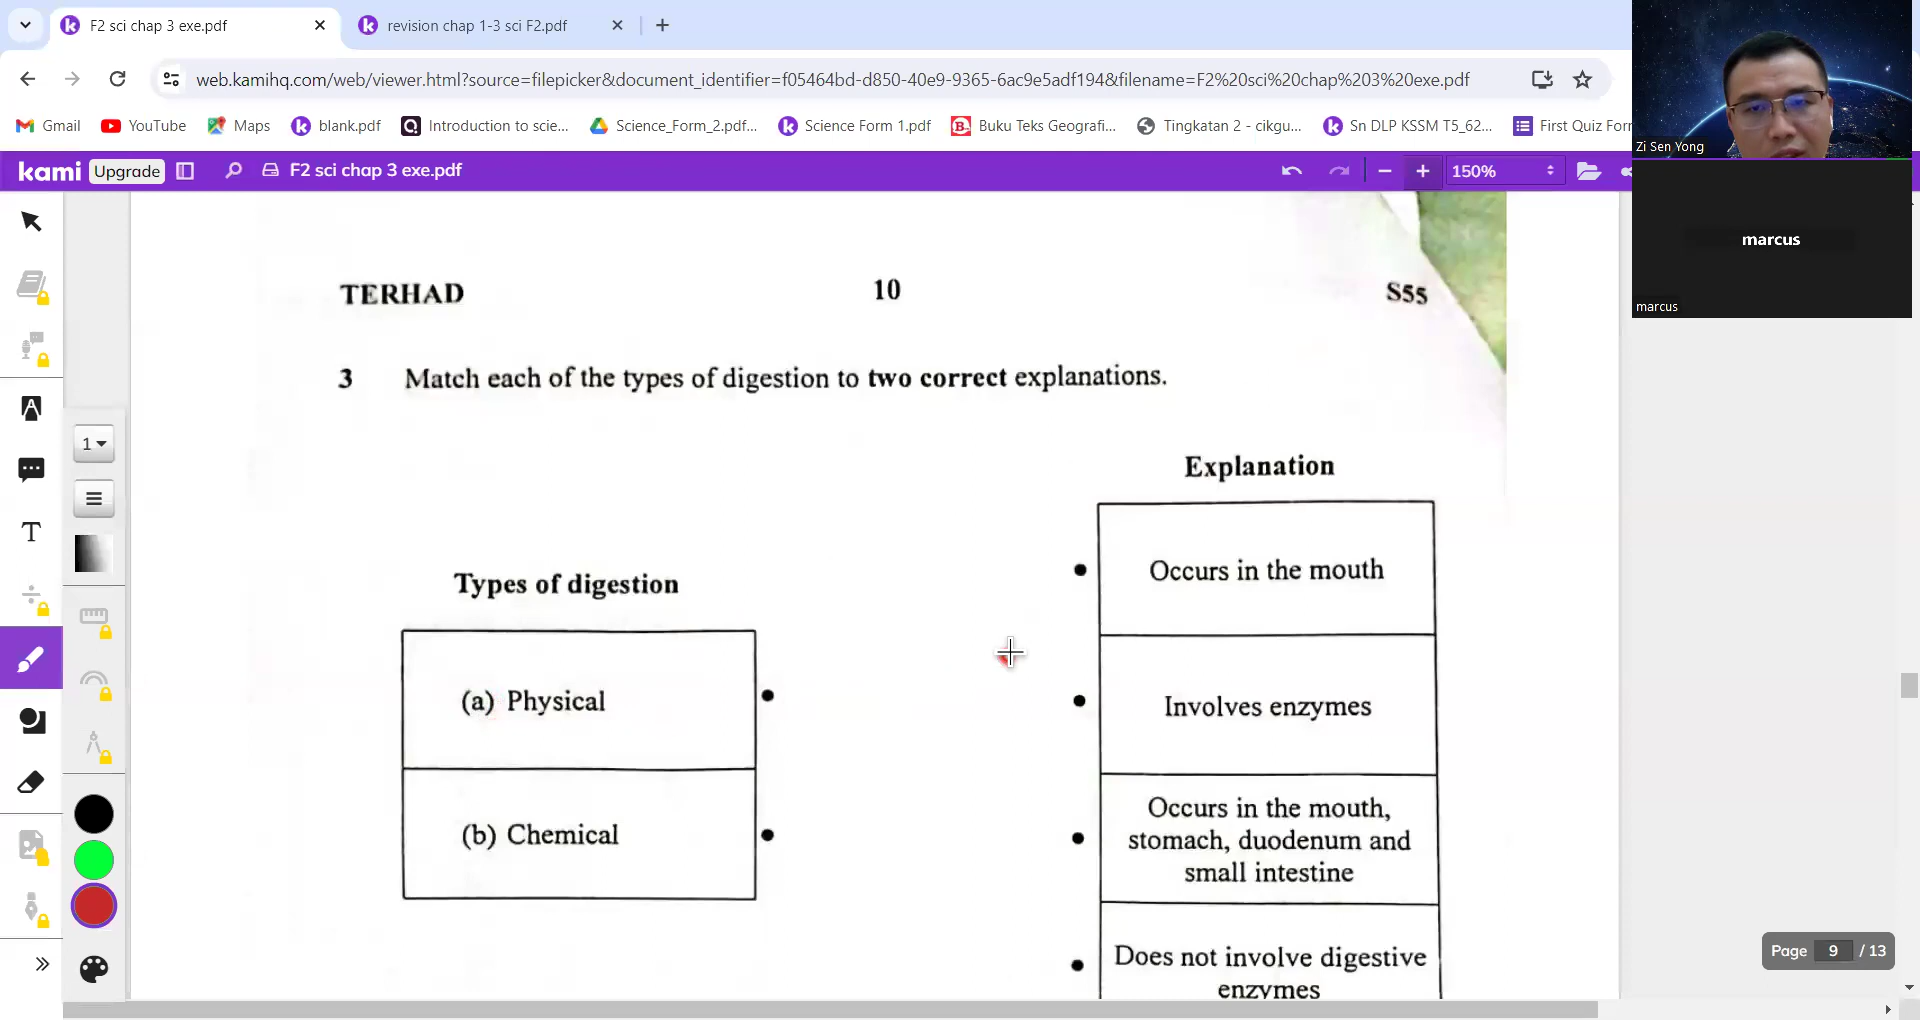 F2 sci chap 3 exe.pdf
revision chap 1-3 sci F2.pdf
web.kamihq.com/web/viewer.html?source=filepicker&document_identifier=f05464bd-d850-40e9-9365-6ac9e5adf194&filename=F2%20sci%20chap%203%20exe.pdf
Gmail
YouTube
Maps
blank.pdf
Introduction to scie...
Science_Form_2.pdf...
Science Form 1.pdf
Buku Teks Geografi...
Tingkatan 2 - cikgu...
Sn DLP KSSM T5_62...
First Quiz For
Zi Sen Yong
kami
Upgrade
F2 sci chap 3 exe.pdf
150%
marcus
marcus
TERHAD
10
S55
3 Match each of the types of digestion to two correct explanations.
1
T
Types of digestion
(a) Physical
(b) Chemical
Explanation
Occurs in the mouth
Involves enzymes
Occurs in the mouth,
stomach, duodenum and
small intestine
Does not involve digestive
enzymes
Page 9 / 13